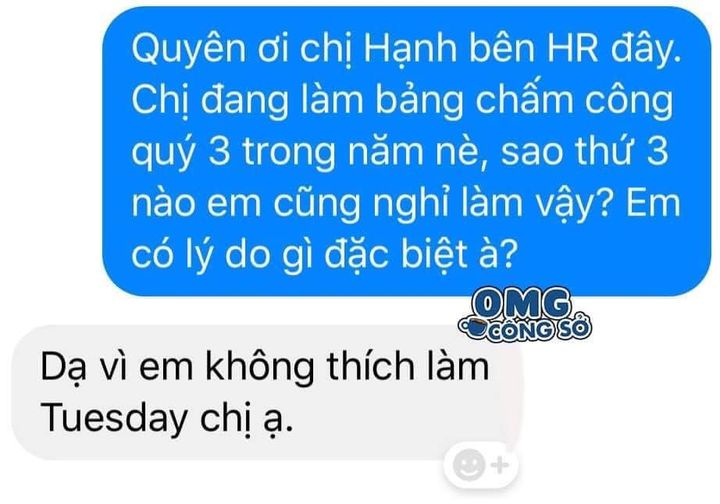 Quyên ơi chị Hạnh bên HR đây.
Chị đang làm bảng chấm công
quý 3 trong năm nè, sao thứ 3
nào em cũng nghỉ làm vậy? Em
có lý do gì đặc biệt à?
OMG
CÔNG SỞ
Dạ vì em không thích làm
Tuesday chị ạ.